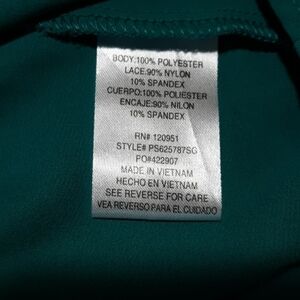 BODY:100% POLYESTER
LACE:90% NYLON
10% SPANDEX
CUERPO:100% POLIESTER
ENCAJE:90% NILON
10% SPANDEX
RN# 120951
STYLE# PS625787SG
PO#422907
MADE IN VIETNAM
HECHO EN VIETNAM
SEE REVERSE FOR CARE
VEA REVERSO PARA EL CUIDADO